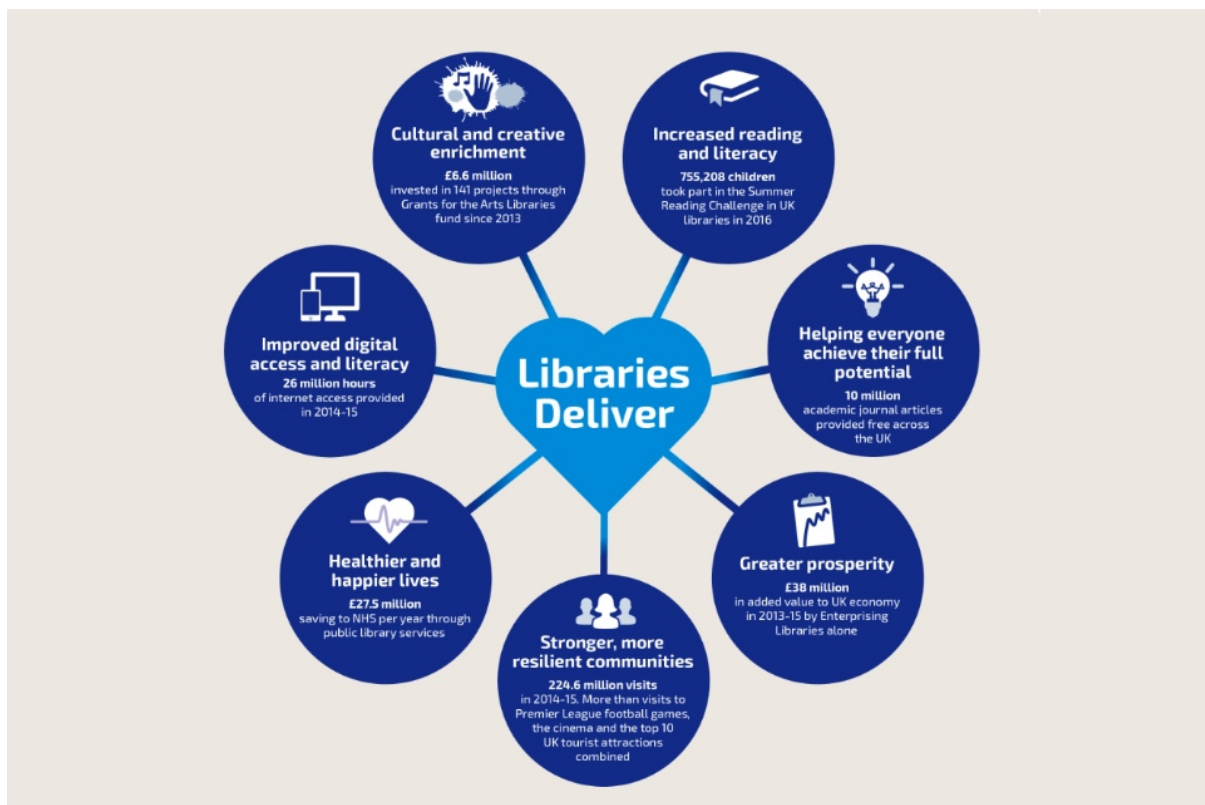 Libraries
Deliver
Cultural and creative
enrichment
£6.6 million
invested in 141 projects through
Grants for the Arts Libraries
fund since 2013
Increased reading
and literacy
755,208 children
took part in the Summer
Reading Challenge in UK
libraries in 2016
Improved digital
access and literacy
26 million hours
of internet access provided
in 2014-15
Helping everyone
achieve their full
potential
10 million
academic journal articles
provided free across
the UK
Healthier and
happier lives
£27.5 million
saving to NHS per year through
public library services
Greater prosperity
£38 million
in added value to UK economy
in 2013-15 by Enterprising
Libraries alone
Stronger, more
resilient communities
224.6 million visits
in 2014-15. More than visits to
Premier League football games,
the cinema and the top 10
UK tourist attractions
combined